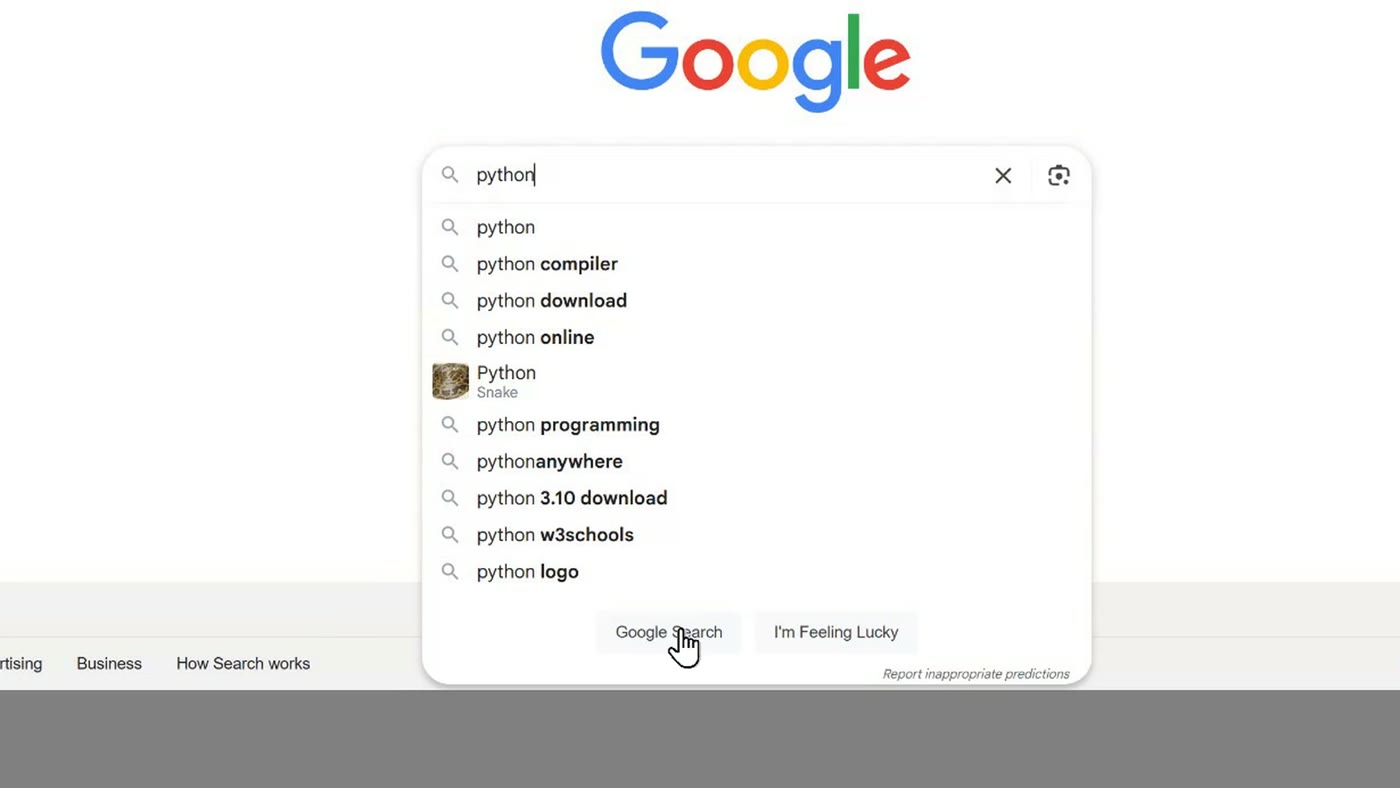 Google
python
python
python compiler
python download
python online
Python
Snake
python programming
pythonanywhere
python 3.10 download
python w3schools
python logo
Google Search I'm Feeling Lucky
rtising Business How Search works
Report inappropriate predictions